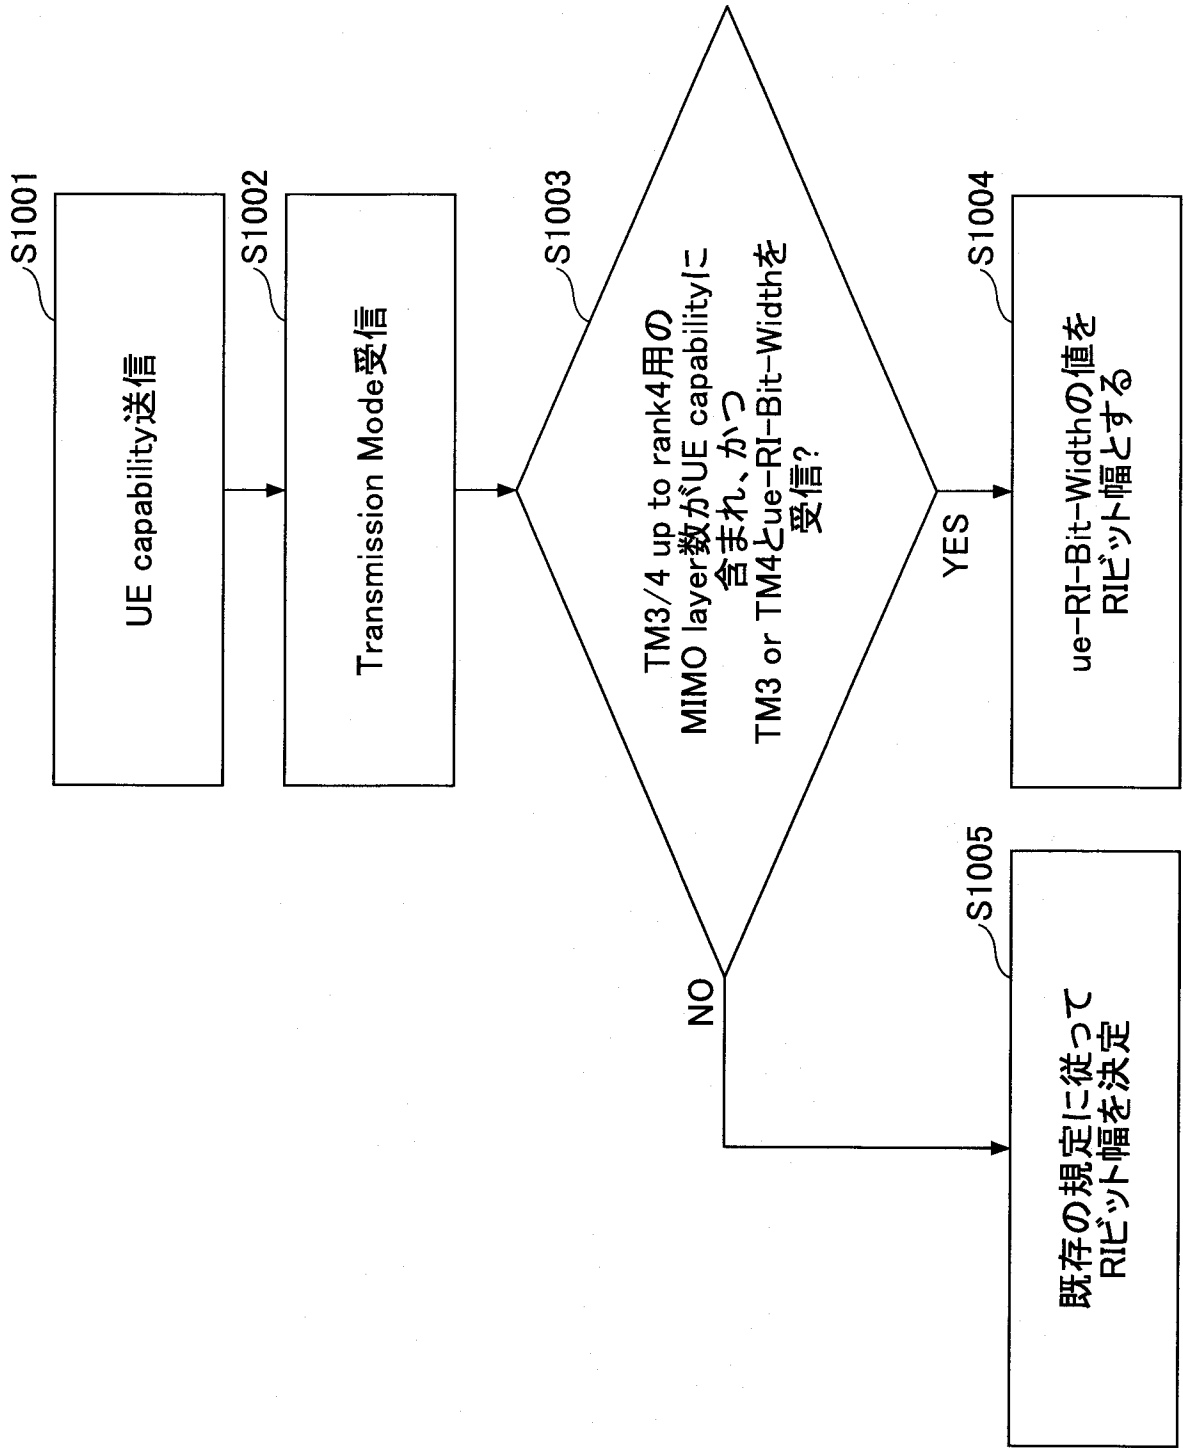 S1001
UE capability送信
S1002
Transmission Mode受信
S1003
TM3/4 up to rank4用の
MIMO layer数がUE capabilityに
含まれ、かつ
TM3 or TM4とue-RI-Bit-Widthを
受信?
YES
NO
S1004
ue-RI-Bit-Widthの値を
RIビット幅とする
S1005
既存の規定に従って
RIビット幅を決定